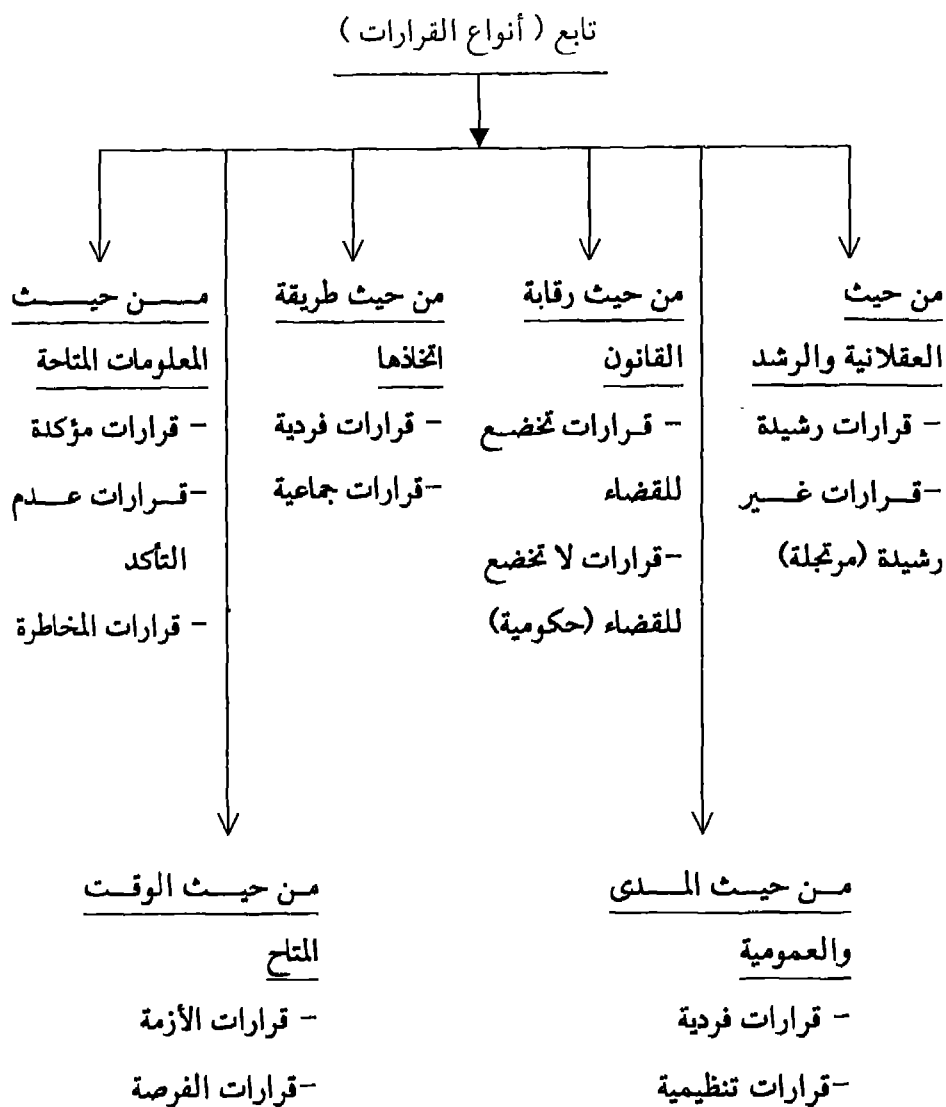 تابع ( أنواع القرارات )
من حيث
العقلانية والرشد
- قرارات رشيدة
-قرارات غير
رشيدة (مرتجلة)
من حيث رقابة
القانون
- قرارات تخضع
للقضاء
-قرارات لا تخضع
للقضاء (حكومية)
من حيث طريقة
اتخاذها
- قرارات فردية
-قرارات جماعية
من حيث
المعلومات المتاحة
- قرارات مؤكدة
-قرارات عدم
التأكد
- قرارات المخاطرة
من حيث المدى
والعمومية
- قرارات فردية
-قرارات تنظيمية
من حيث الوقت
المتاح
- قرارات الأزمة
-قرارات الفرصة